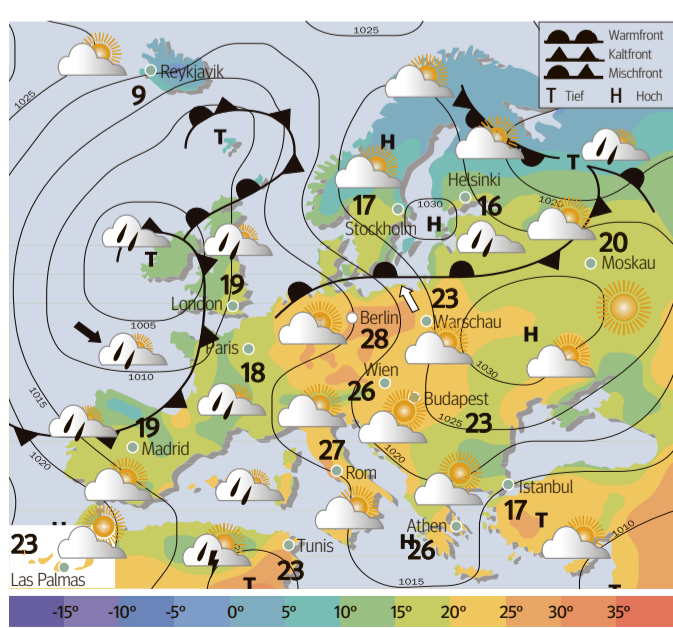 1025
Warmfront
Kaltfront
Mischfront
T Tief H Hoch
1025
Reykjavik
9
T
H
T
Helsinki
17
1030
16
1020
Stockholm
H
20
Moskau
T
19
London
1005
23
Berlin
Warschau
28
H
Paris
18
1010
1030
Wien
26
Budapest
23
1025
1015
19
Madrid
1020
1020
27
Rom
Istanbul
17
T
1010
H
23
Las Palmas
Athen
H
26
Tunis
23
T
1015
T
-15° -10° -5° 0° 5° 10° 15° 20° 25° 30° 35°